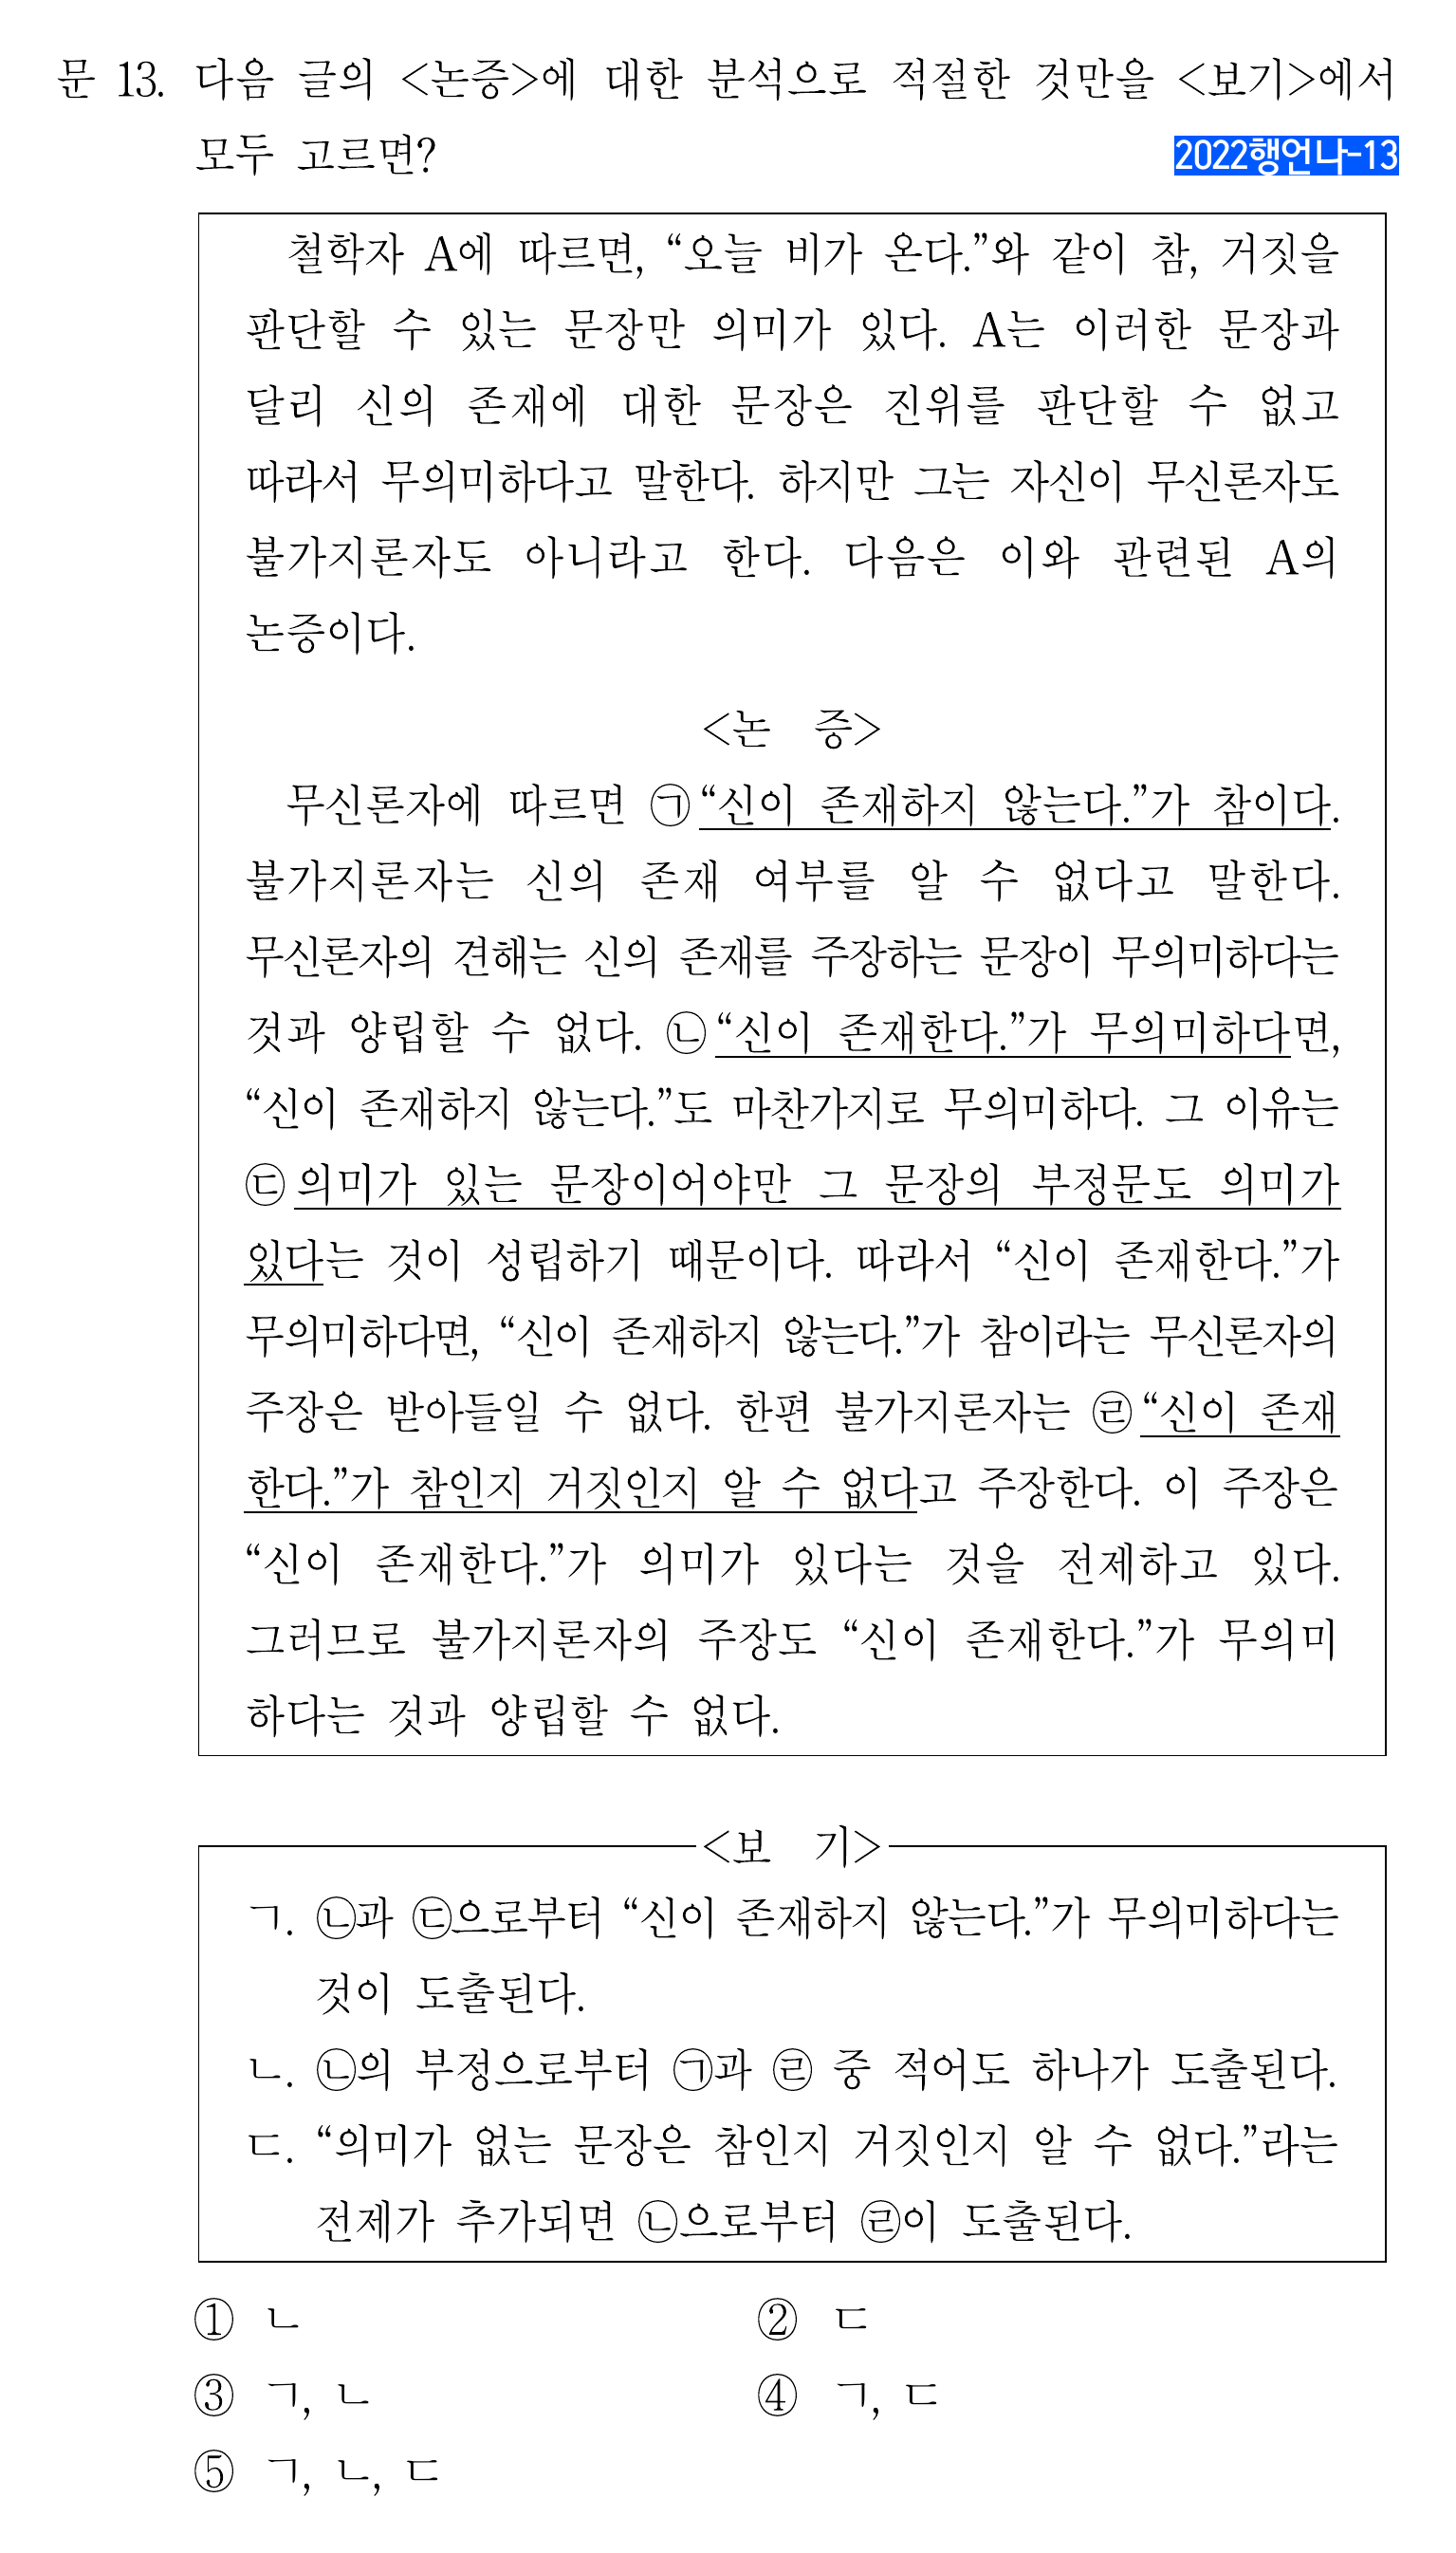 문 13. 다음 글의 <논증>에 대한 분석으로 적절한 것만을 <보기>에서
모두 고르면?
2022행언나-13
철학자 A에 따르면, “오늘 비가 온다.”와 같이 참, 거짓을
판단할 수 있는 문장만 의미가 있다. A는 이러한 문장과
달리 신의 존재에 대한 문장은 진위를 판단할 수 없고
따라서 무의미하다고 말한다. 하지만 그는 자신이 무신론자도
불가지론자도 아니라고 한다. 다음은 이와 관련된 A의
논증이다.
<논 증>
무신론자에 따르면 ㉠“신이 존재하지 않는다.”가 참이다.
불가지론자는 신의 존재 여부를 알 수 없다고 말한다.
무신론자의 견해는 신의 존재를 주장하는 문장이 무의미하다는
것과 양립할 수 없다. ㉡“신이 존재한다.”가 무의미하다면,
“신이 존재하지 않는다.”도 마찬가지로 무의미하다. 그 이유는
㉢의미가 있는 문장이어야만 그 문장의 부정문도 의미가
있다는 것이 성립하기 때문이다. 따라서 “신이 존재한다.”가
무의미하다면, “신이 존재하지 않는다.”가 참이라는 무신론자의
주장은 받아들일 수 없다. 한편 불가지론자는 ㉣“신이 존재
한다.”가 참인지 거짓인지 알 수 없다고 주장한다. 이 주장은
“신이 존재한다.”가 의미가 있다는 것을 전제하고 있다.
그러므로 불가지론자의 주장도 “신이 존재한다.”가 무의미
하다는 것과 양립할 수 없다.
<보 기>
ㄱ. ㉡과 ㉢으로부터 “신이 존재하지 않는다.”가 무의미하다는
것이 도출된다.
ㄴ. ㉡의 부정으로부터 ㉠과 ㉣ 중 적어도 하나가 도출된다.
ㄷ. “의미가 없는 문장은 참인지 거짓인지 알 수 없다.”라는
전제가 추가되면 ㉡으로부터 ㉣이 도출된다.
① ㄴ ② ㄷ
③ ㄱ, ㄴ ④ ㄱ, ㄷ
⑤ ㄱ, ㄴ, ㄷ